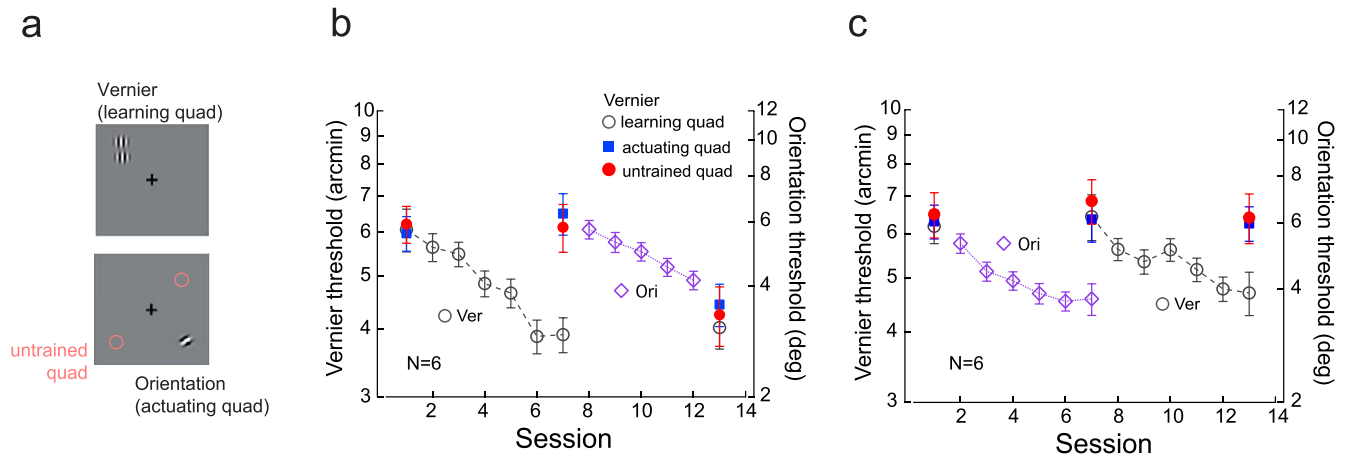 a
Vernier
(learning quad)
untrained
quad
Orientation
(actuating quad)
b
Vernier threshold (arcmin)
10
9
8
7
6
5
4
3
Vernier
learning quad
actuating quad
untrained quad
Ver
Ori
N=6
2 4 6 8 10 12 14
Session
12
10
8
6
4
2
Orientation threshold (deg)
c
Vernier threshold (arcmin)
10
9
8
7
6
5
4
3
Ori
Ver
N=6
2 4 6 8 10 12 14
Session
12
10
8
6
4
2
Orientation threshold (deg)